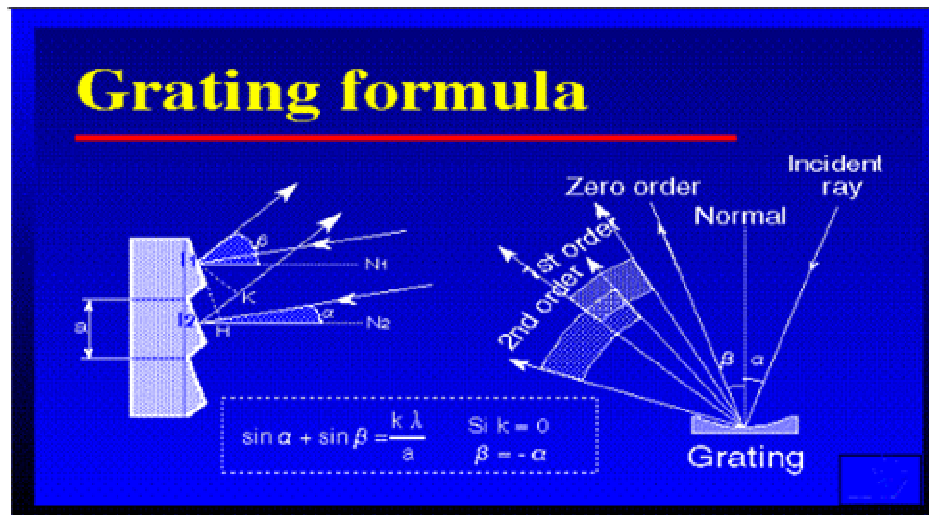 Grating formula
Incident
ray
Zero order
Normal
1st order
2nd order
I1
β
N1
K
a
I2
H
α
N2
β
α
sin α + sin β = k λ / a
Si k = 0
β = - α
Grating